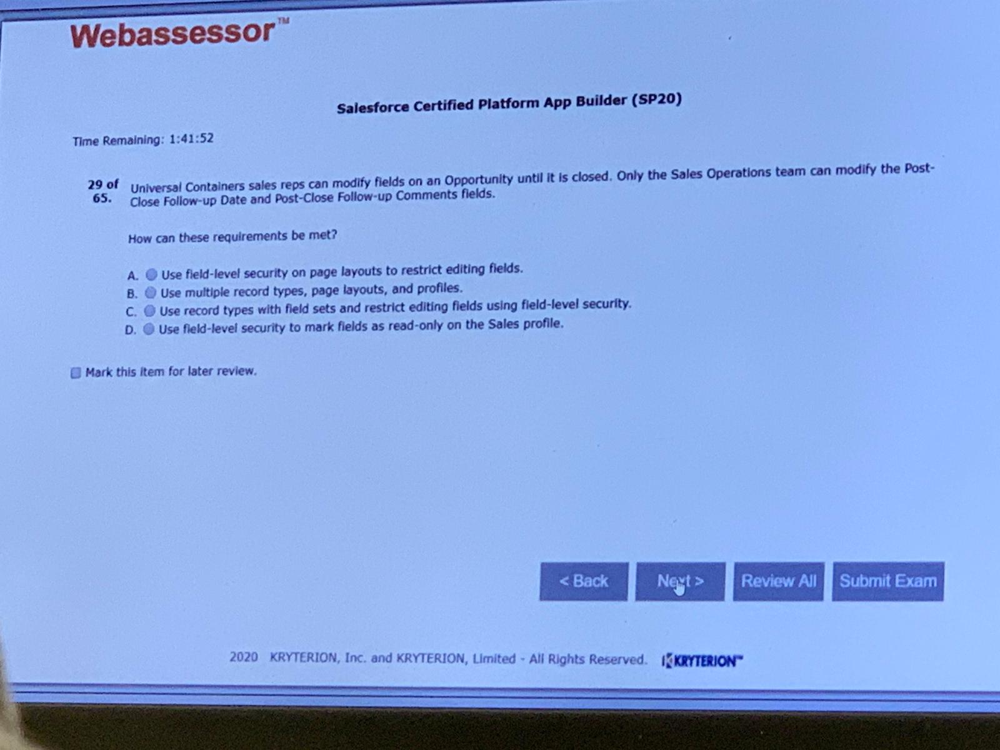 Webassessor™
Salesforce Certified Platform App Builder (SP20)
Time Remaining: 1:41:52
29 of 65.
Universal Containers sales reps can modify fields on an Opportunity until it is closed. Only the Sales Operations team can modify the Post-
Close Follow-up Date and Post-Close Follow-up Comments fields.
How can these requirements be met?
A. Use field-level security on page layouts to restrict editing fields.
B. Use multiple record types, page layouts, and profiles.
C. Use record types with field sets and restrict editing fields using field-level security.
D. Use field-level security to mark fields as read-only on the Sales profile.
Mark this item for later review.
< Back Next > Review All Submit Exam
2020 KRYTERION, Inc. and KRYTERION, Limited - All Rights Reserved. KRYTERION™